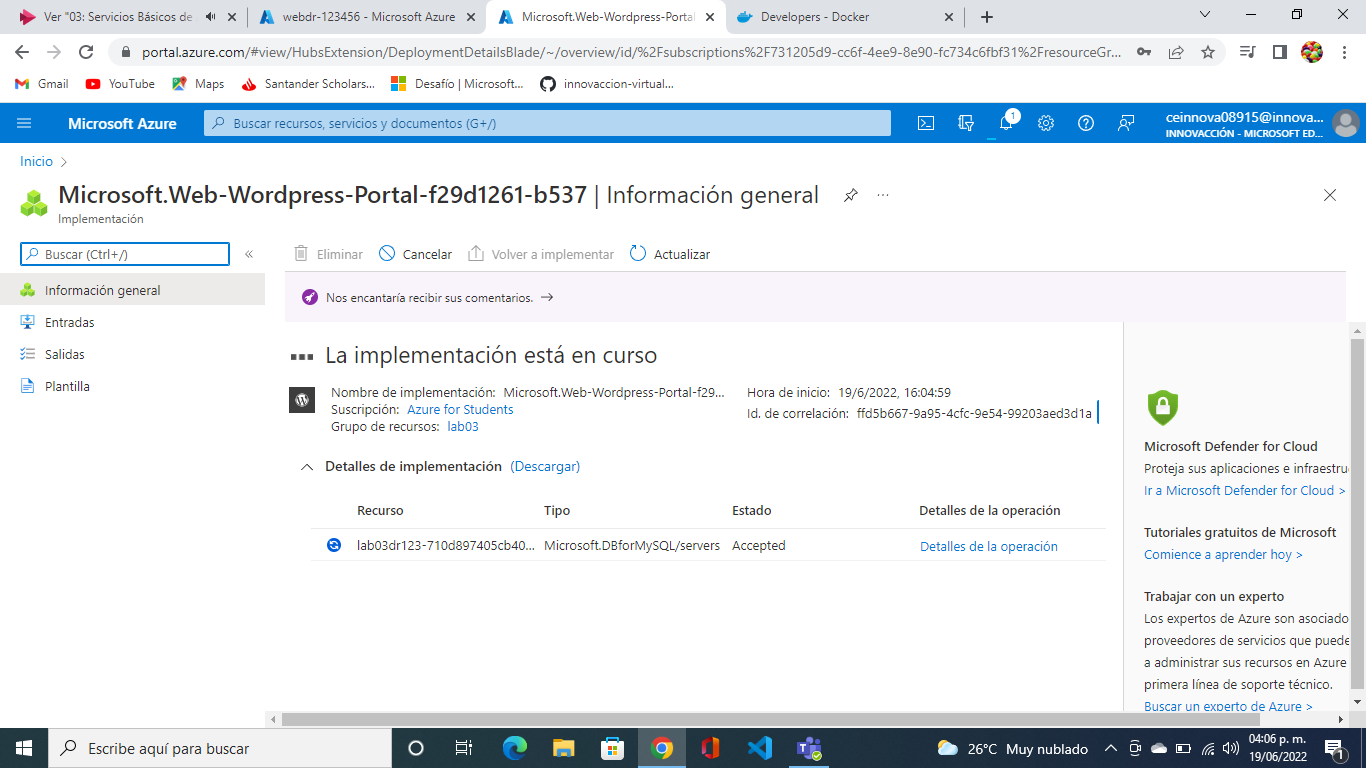 Ver "03: Servicios Básicos de
webdr-123456 - Microsoft Azure
Microsoft.Web-Wordpress-Portal
Developers - Docker
portal.azure.com/#view/HubsExtension/DeploymentDetailsBlade/~/overview/id/%2Fsubscriptions%2F731205d9-cc6f-4ee9-8e90-fc734c6fbf31%2FresourceGr...
Gmail
YouTube
Maps
Santander Scholars...
Desafío | Microsoft...
innovaccion-virtual...
Microsoft Azure
Buscar recursos, servicios y documentos (G+/)
1
ceinnova08915@innova...
INNOVACCIÓN - MICROSOFT ED...
Inicio
Microsoft.Web-Wordpress-Portal-f29d1261-b537 | Información general
Implementación
Buscar (Ctrl+/)
Eliminar
Cancelar
Volver a implementar
Actualizar
Información general
Entradas
Salidas
Plantilla
Nos encantaría recibir sus comentarios.
La implementación está en curso
Nombre de implementación: Microsoft.Web-Wordpress-Portal-f29...
Suscripción: Azure for Students
Grupo de recursos: lab03
Hora de inicio: 19/6/2022, 16:04:59
Id. de correlación: ffd5b667-9a95-4cfc-9e54-99203aed3d1a
Detalles de implementación (Descargar)
Recurso Tipo Estado Detalles de la operación
lab03dr123-710d897405cb40... Microsoft.DBforMySQL/servers Accepted Detalles de la operación
Microsoft Defender for Cloud
Proteja sus aplicaciones e infraestru
Ir a Microsoft Defender for Cloud >
Tutoriales gratuitos de Microsoft
Comience a aprender hoy >
Trabajar con un experto
Los expertos de Azure son asociado
proveedores de servicios que puede
a administrar sus recursos en Azure
primera línea de soporte técnico.
Buscar un experto de Azure >
Escribe aquí para buscar
26°C Muy nublado
04:06 p. m.
19/06/2022
1